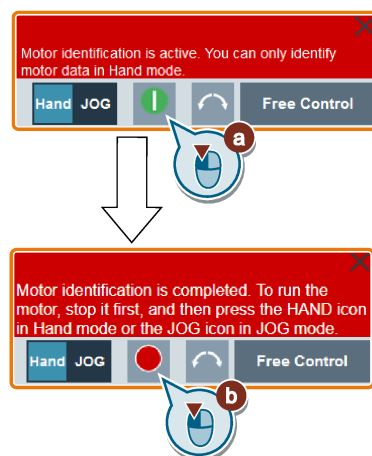 Motor identification is active. You can only identify
motor data in Hand mode.
Hand JOG Free Control
a
Motor identification is completed. To run the
motor, stop it first, and then press the HAND icon
in Hand mode or the JOG icon in JOG mode.
Hand JOG Free Control
b